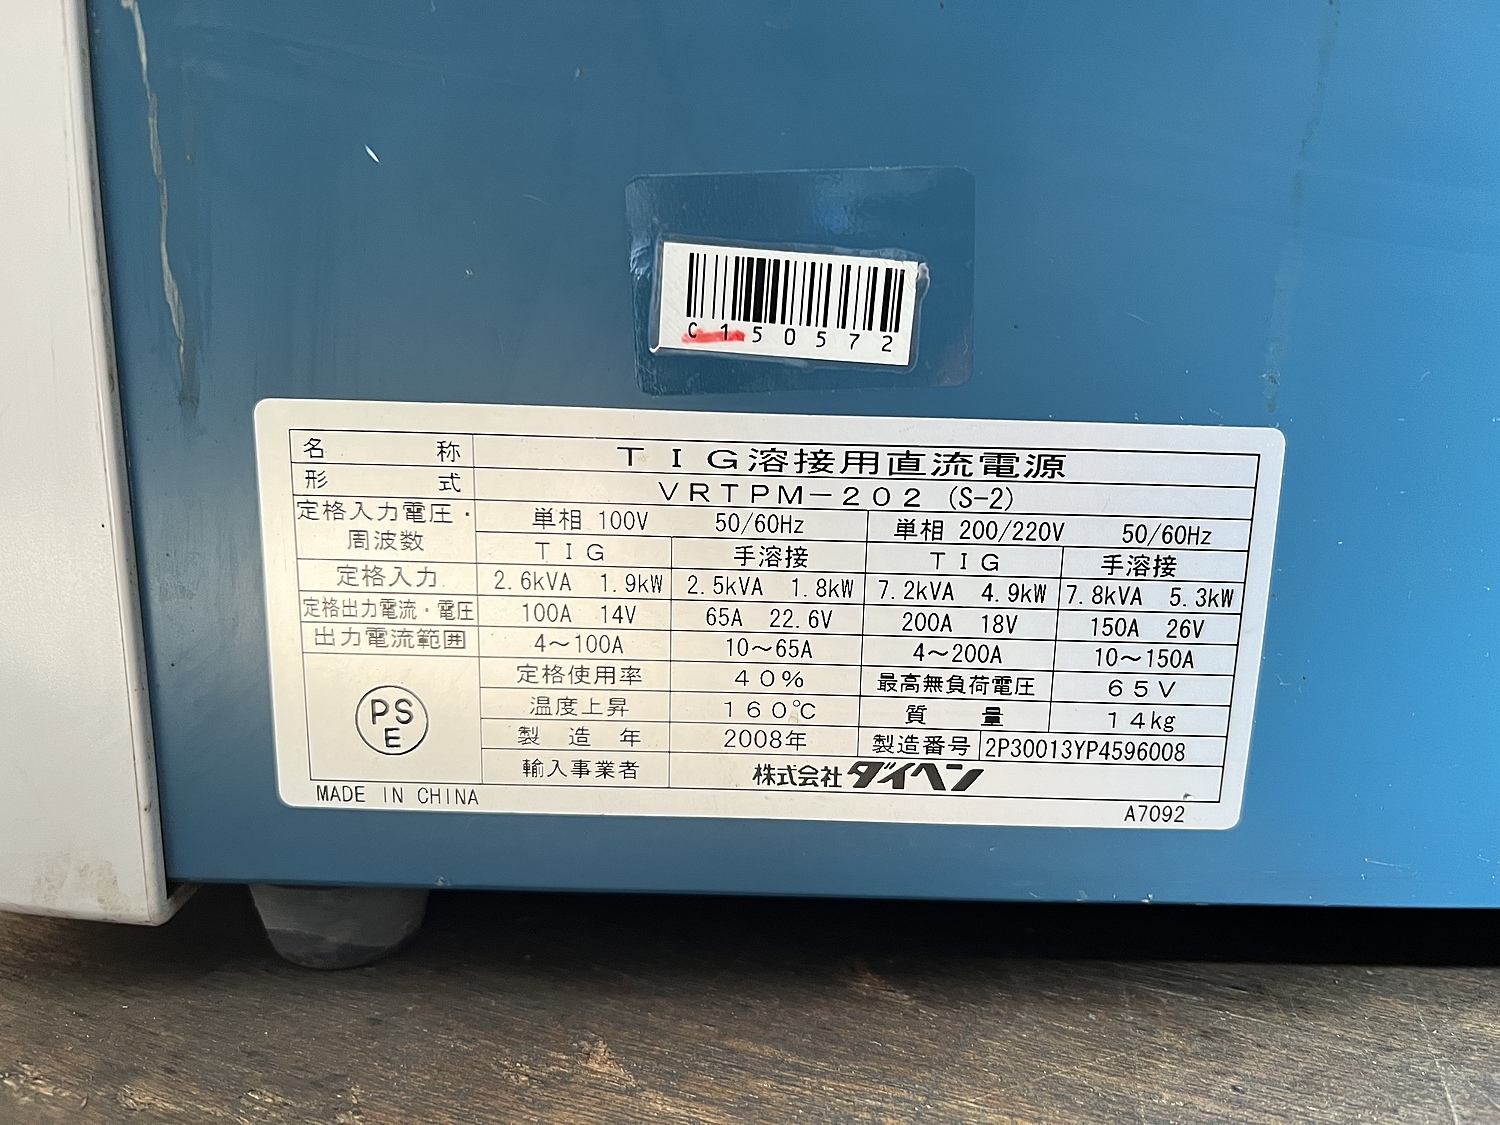 C150572
名称 TIG溶接用直流電源
形式 VRTPM-202 (S-2)
定格入力電圧・周波数 単相 100V 50/60Hz 単相 200/220V 50/60Hz
TIG 手溶接 TIG 手溶接
定格入力 2.6kVA 1.9kW 2.5kVA 1.8kW 7.2kVA 4.9kW 7.8kVA 5.3kW
定格出力電流・電圧 100A 14V 65A 22.6V 200A 18V 150A 26V
出力電流範囲 4～100A 10～65A 4～200A 10～150A
定格使用率 40% 最高無負荷電圧 65V
温度上昇 160℃ 質量 14kg
製造年 2008年 製造番号 2P30013YP4596008
輸入事業者 株式会社ダイヘン
PSE
MADE IN CHINA
A7092